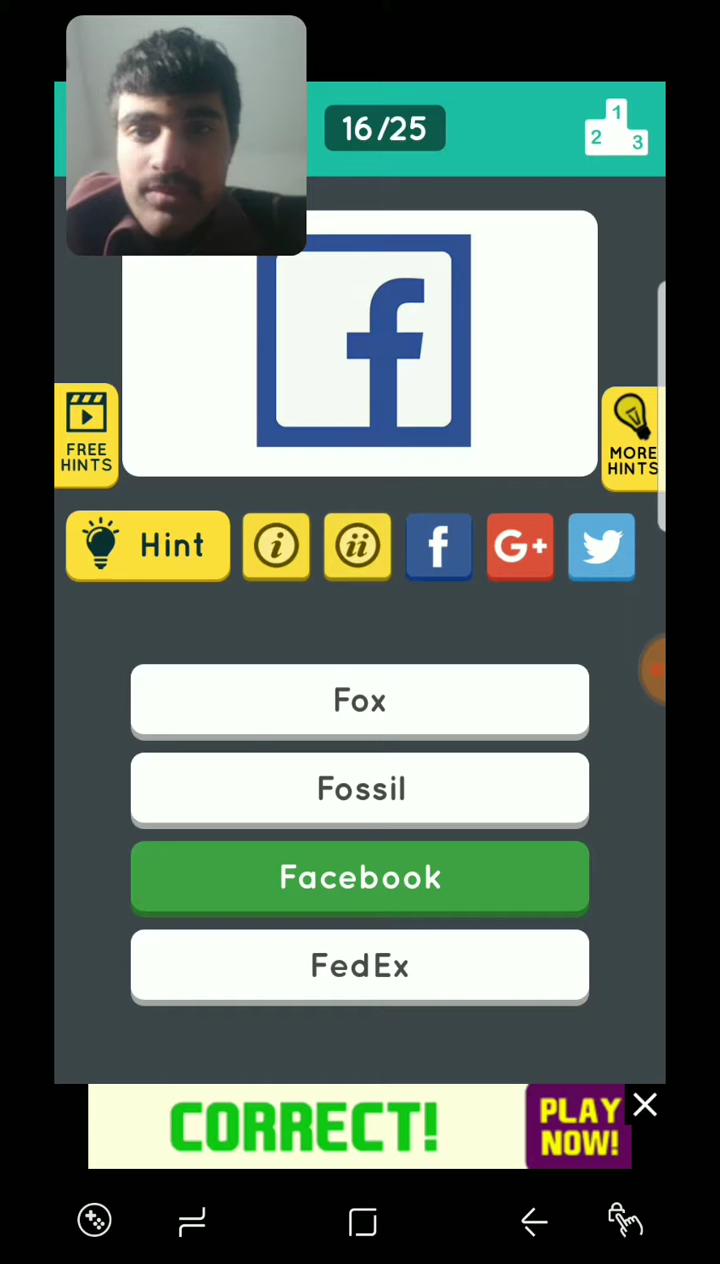 16/25
1
2
3
f
FREE
HINTS
MORE
HINTS
Hint
i
ii
f
G+
Fox
Fossil
Facebook
FedEx
CORRECT!
PLAY
NOW!